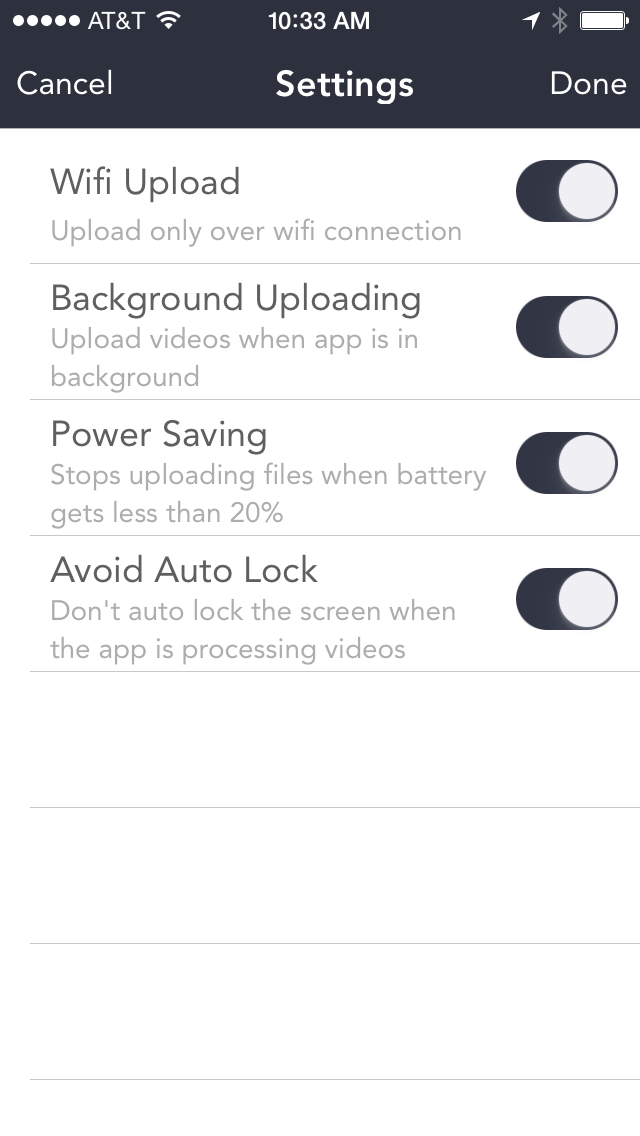 AT&T 10:33 AM
Cancel Settings Done
Wifi Upload
Upload only over wifi connection
Background Uploading
Upload videos when app is in
background
Power Saving
Stops uploading files when battery
gets less than 20%
Avoid Auto Lock
Don't auto lock the screen when
the app is processing videos